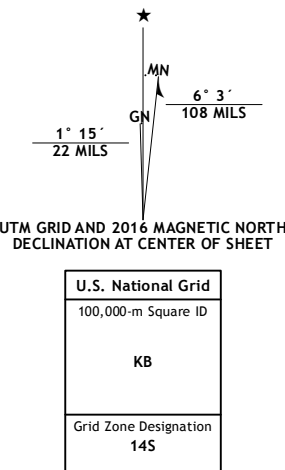 ★
MN
6° 3´
108 MILS
GN
1° 15´
22 MILS
UTM GRID AND 2016 MAGNETIC NORTH
DECLINATION AT CENTER OF SHEET
U.S. National Grid
100,000-m Square ID
KB
Grid Zone Designation
14S